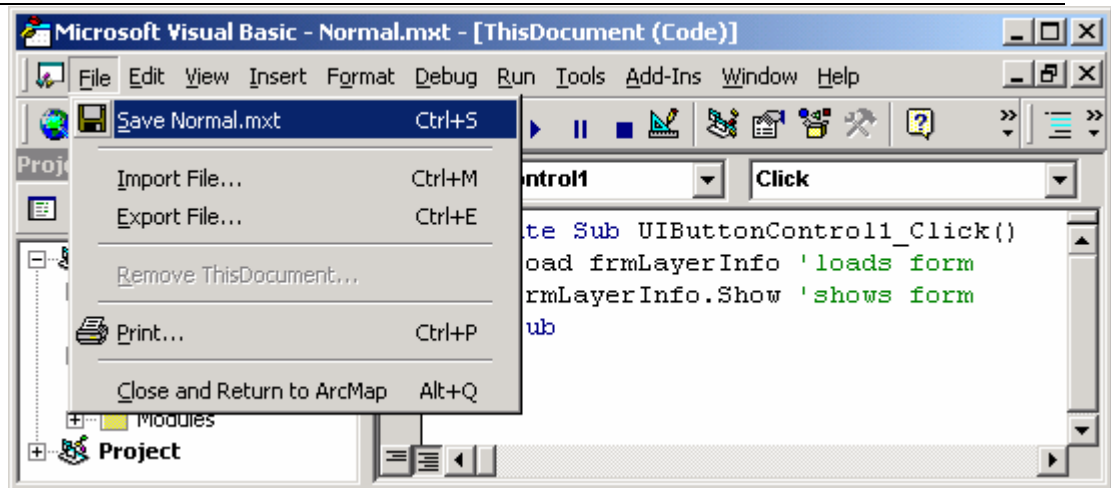 Microsoft Visual Basic - Normal.mxt - [ThisDocument (Code)]
File Edit View Insert Format Debug Run Tools Add-Ins Window Help
Save Normal.mxt Ctrl+S
Import File... Ctrl+M
Export File... Ctrl+E
Remove ThisDocument...
Print... Ctrl+P
Close and Return to ArcMap Alt+Q
Proje
Modules
Project
ntrol1 Click
te Sub UIButtonControl1_Click()
oad frmLayerInfo 'loads form
rmLayerInfo.Show 'shows form
ub